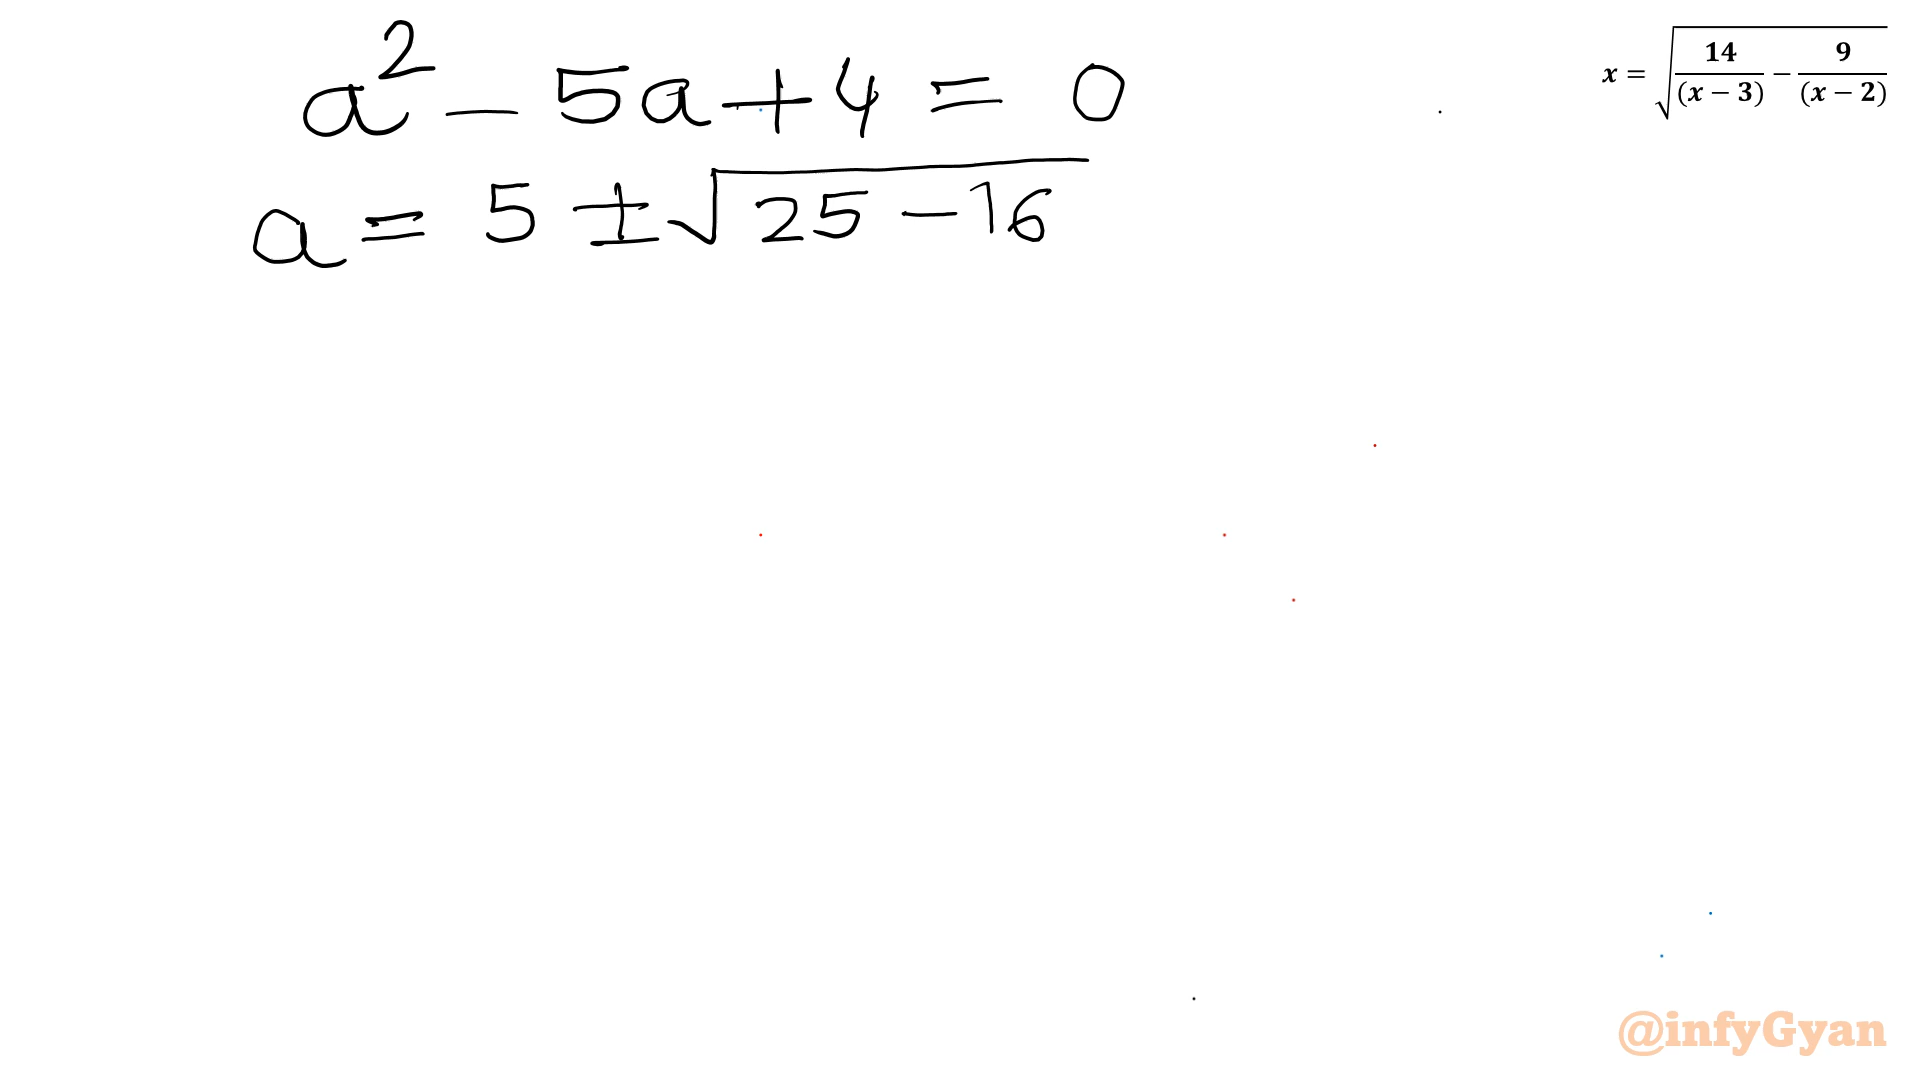 a² - 5a + 4 = 0
x = √(14/(x − 3) − 9/(x − 2))
a = 5 ± √(25 - 16)
@infyGyan